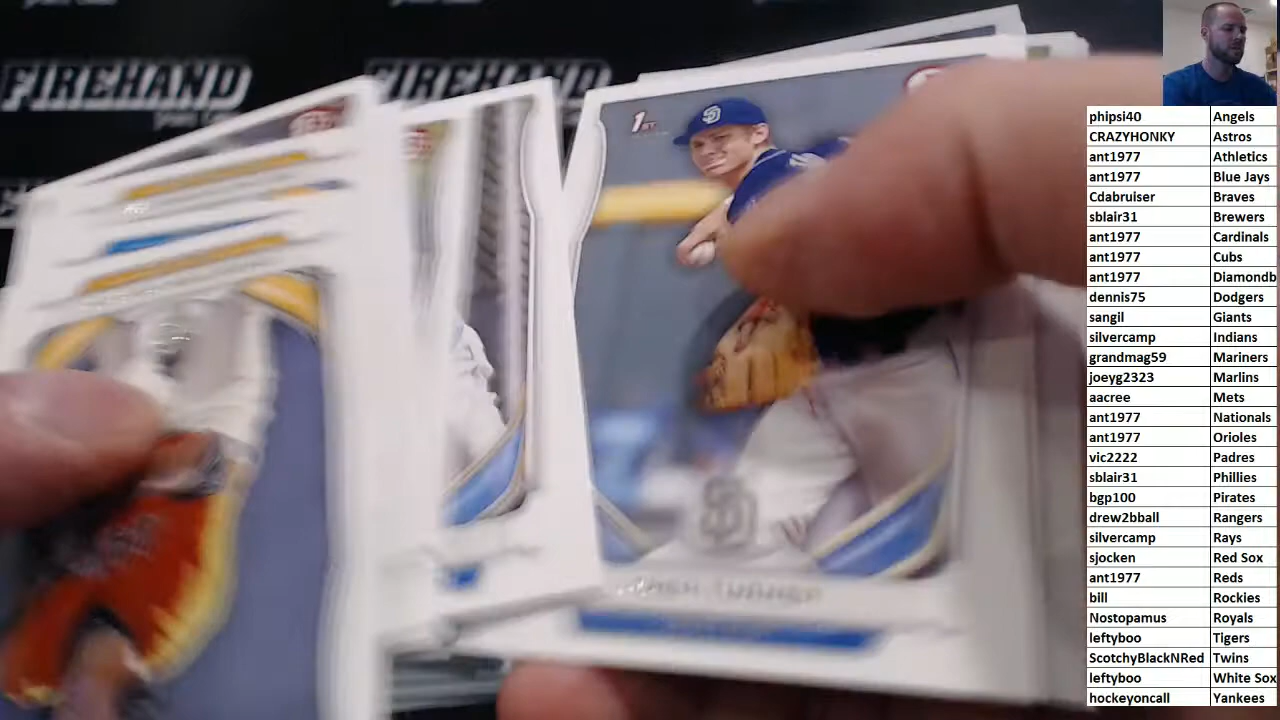 FIREHAND
FIREHAND
1ST
SD
TURNER
phipsi40 Angels
CRAZYHONKY Astros
ant1977 Athletics
ant1977 Blue Jays
Cdabruiser Braves
sblair31 Brewers
ant1977 Cardinals
ant1977 Cubs
ant1977 Diamondb
dennis75 Dodgers
sangil Giants
silvercamp Indians
grandmag59 Mariners
joeyg2323 Marlins
aacree Mets
ant1977 Nationals
ant1977 Orioles
vic2222 Padres
sblair31 Phillies
bgp100 Pirates
drew2bball Rangers
silvercamp Rays
sjocken Red Sox
ant1977 Reds
bill Rockies
Nostopamus Royals
leftyboo Tigers
ScotchyBlackNRed Twins
leftyboo White Sox
hockeyoncall Yankees